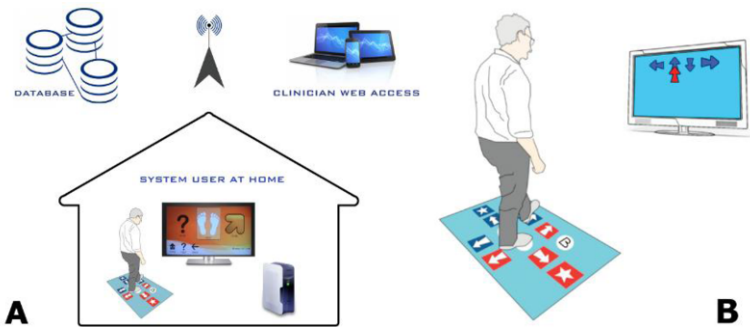 DATABASE
CLINICIAN WEB ACCESS
SYSTEM USER AT HOME
?
?
B
A
B